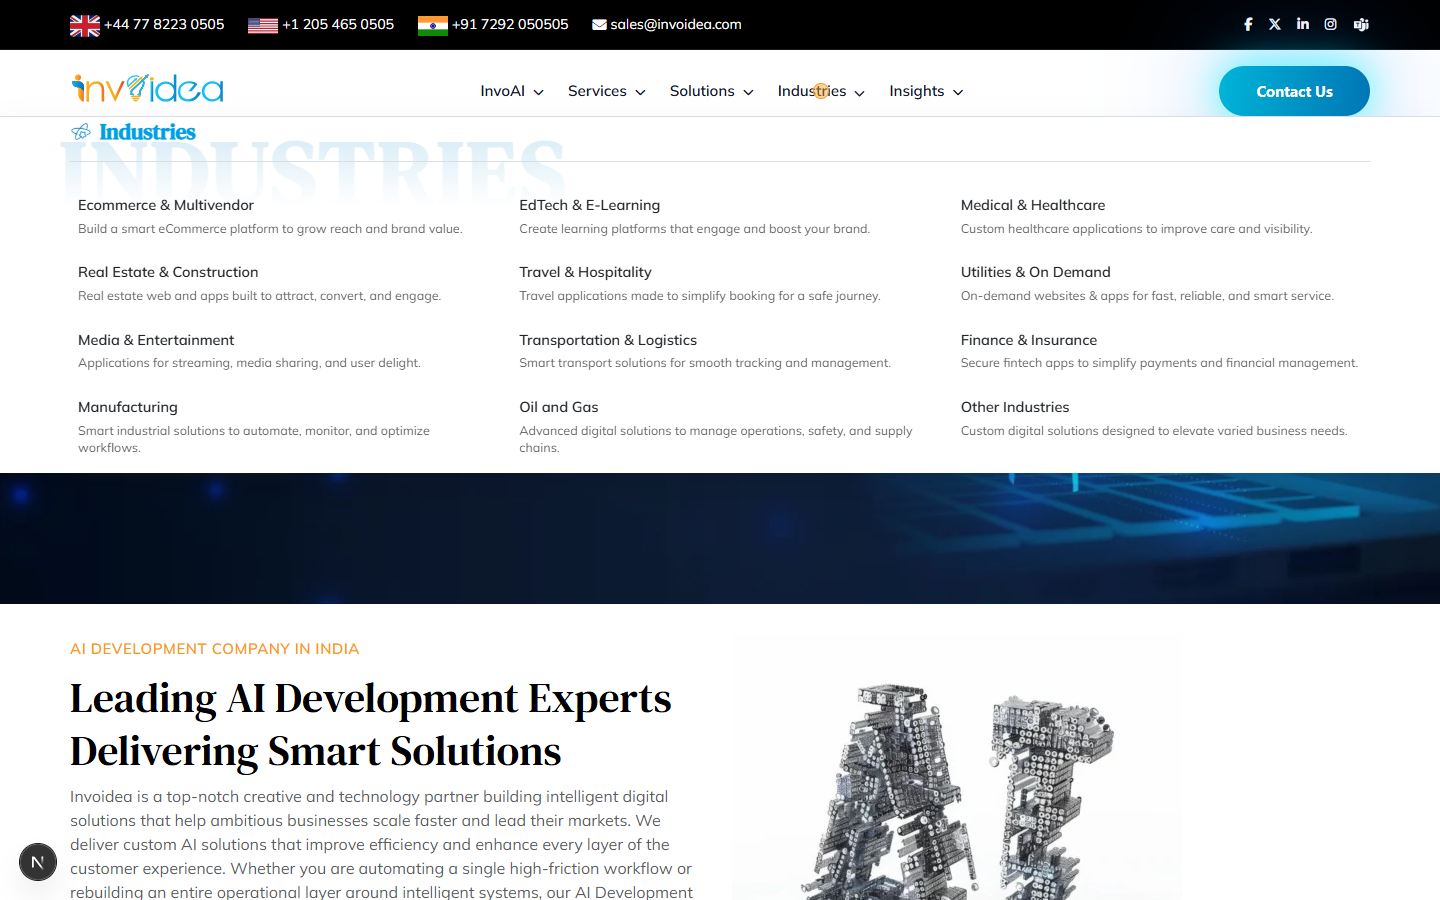 +44 77 8223 0505 +1 205 465 0505 +91 7292 050505 sales@invoidea.com
invoidea InvoAI Services Solutions Industries Insights Contact Us
Industries
INDUSTRIES
Ecommerce & Multivendor
Build a smart eCommerce platform to grow reach and brand value.
EdTech & E-Learning
Create learning platforms that engage and boost your brand.
Medical & Healthcare
Custom healthcare applications to improve care and visibility.
Real Estate & Construction
Real estate web and apps built to attract, convert, and engage.
Travel & Hospitality
Travel applications made to simplify booking for a safe journey.
Utilities & On Demand
On-demand websites & apps for fast, reliable, and smart service.
Media & Entertainment
Applications for streaming, media sharing, and user delight.
Transportation & Logistics
Smart transport solutions for smooth tracking and management.
Finance & Insurance
Secure fintech apps to simplify payments and financial management.
Manufacturing
Smart industrial solutions to automate, monitor, and optimize
workflows.
Oil and Gas
Advanced digital solutions to manage operations, safety, and supply
chains.
Other Industries
Custom digital solutions designed to elevate varied business needs.
AI DEVELOPMENT COMPANY IN INDIA
Leading AI Development Experts
Delivering Smart Solutions
Invoidea is a top-notch creative and technology partner building intelligent digital
solutions that help ambitious businesses scale faster and lead their markets. We
deliver custom AI solutions that improve efficiency and enhance every layer of the
customer experience. Whether you are automating a single high-friction workflow or
rebuilding an entire operational layer around intelligent systems, our AI Development
N